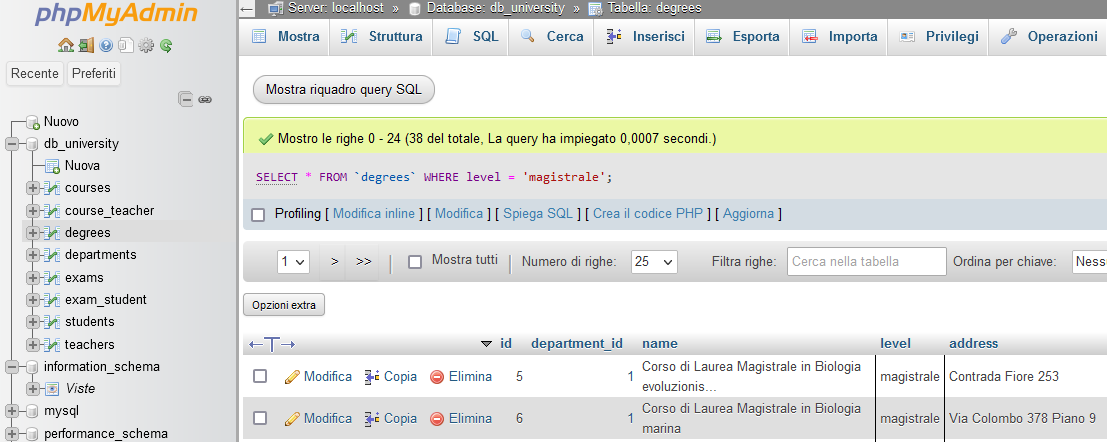 phpMyAdmin
Server: localhost » Database: db_university » Tabella: degrees
Mostra Struttura SQL Cerca Inserisci Esporta Importa Privilegi Operazioni
Recente Preferiti
Nuovo
db_university
Nuova
courses
course_teacher
degrees
departments
exams
exam_student
students
teachers
information_schema
Viste
mysql
performance_schema
Mostra riquadro query SQL
Mostro le righe 0 - 24 (38 del totale, La query ha impiegato 0,0007 secondi.)
SELECT * FROM `degrees` WHERE level = 'magistrale';
Profiling [ Modifica inline ] [ Modifica ] [ Spiega SQL ] [ Crea il codice PHP ] [ Aggiorna ]
1 > >> Mostra tutti Numero di righe: 25 Filtra righe: Cerca nella tabella Ordina per chiave: Ness
Opzioni extra
←T→ id department_id name level address
Modifica Copia Elimina 5 1 Corso di Laurea Magistrale in Biologia magistrale Contrada Fiore 253
evoluzionis...
Modifica Copia Elimina 6 1 Corso di Laurea Magistrale in Biologia magistrale Via Colombo 378 Piano 9
marina